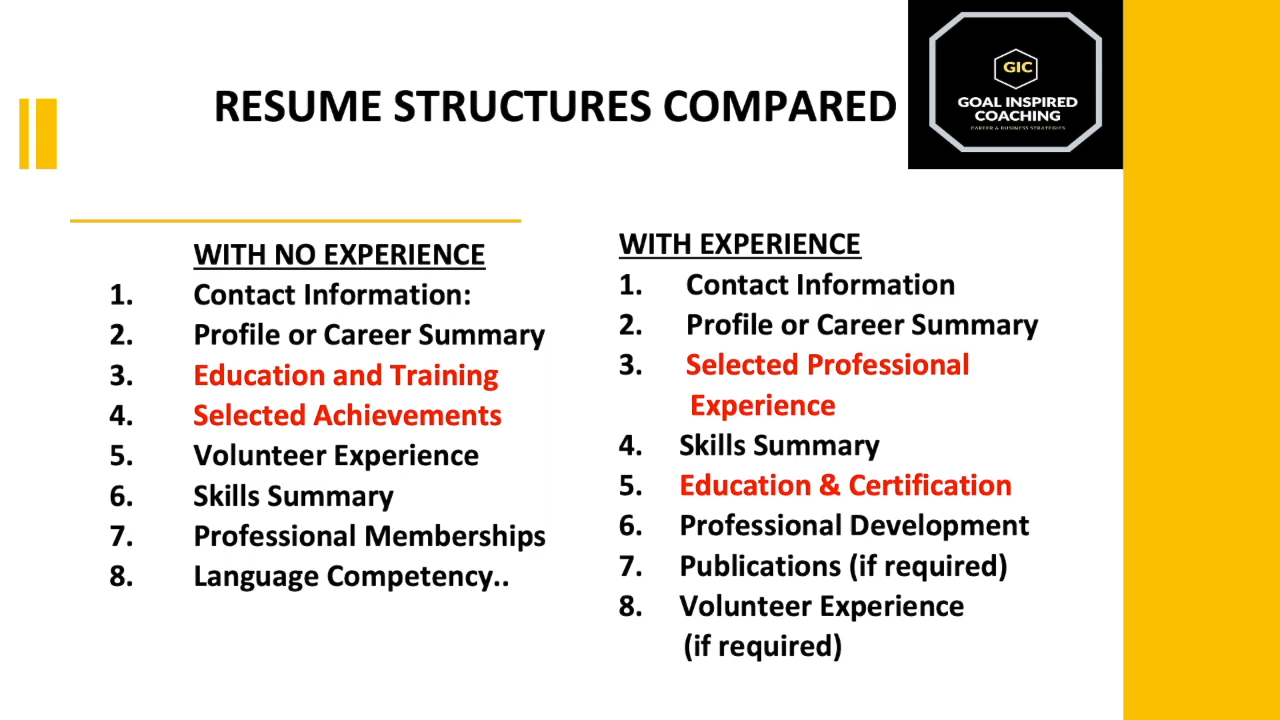 RESUME STRUCTURES COMPARED
GIC
GOAL INSPIRED
COACHING
CAREER & BUSINESS STRATEGIES
WITH NO EXPERIENCE
1. Contact Information:
2. Profile or Career Summary
3. Education and Training
4. Selected Achievements
5. Volunteer Experience
6. Skills Summary
7. Professional Memberships
8. Language Competency..
WITH EXPERIENCE
1. Contact Information
2. Profile or Career Summary
3. Selected Professional
Experience
4. Skills Summary
5. Education & Certification
6. Professional Development
7. Publications (if required)
8. Volunteer Experience
(if required)